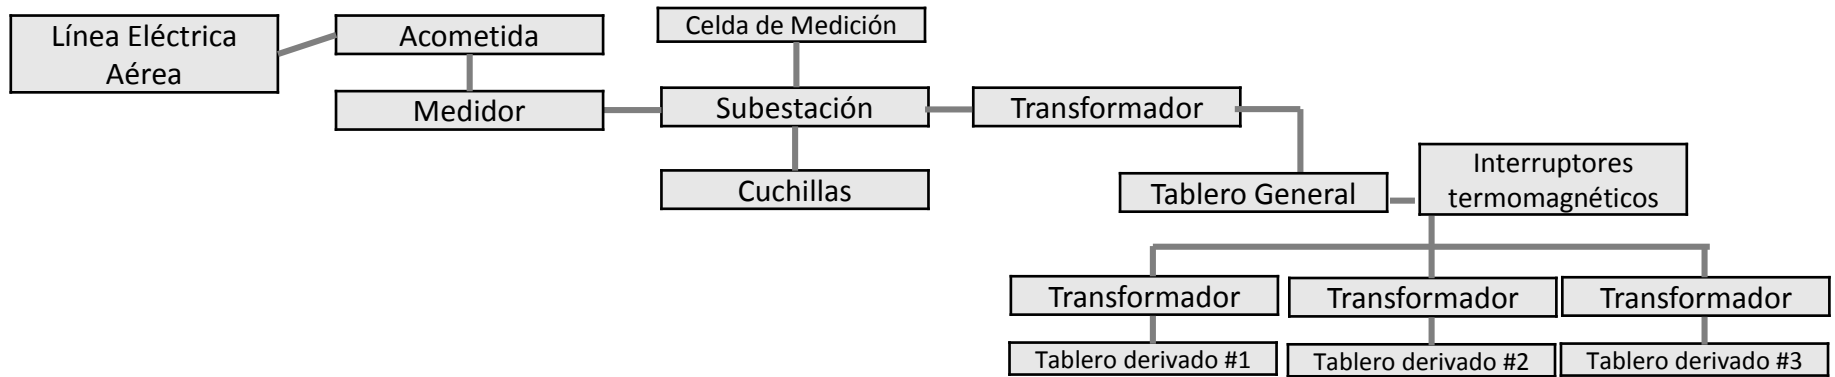 Línea Eléctrica
Aérea
Acometida
Medidor
Celda de Medición
Subestación
Cuchillas
Transformador
Tablero General
Interruptores
termomagnéticos
Transformador
Transformador
Transformador
Tablero derivado #1
Tablero derivado #2
Tablero derivado #3